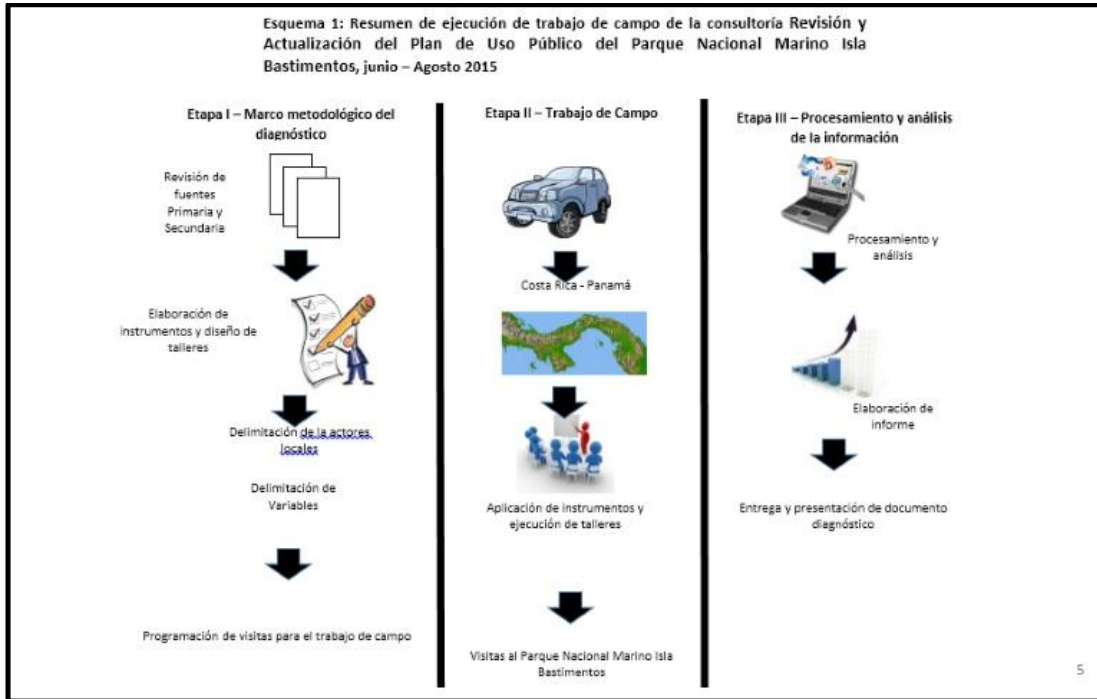 Esquema 1: Resumen de ejecución de trabajo de campo de la consultoría Revisión y
Actualización del Plan de Uso Público del Parque Nacional Marino Isla
Bastimentos, junio – Agosto 2015
Etapa I – Marco metodológico del
diagnóstico
Revisión de
fuentes
Primaria y
Secundaria
Elaboración de
instrumentos y diseño de
talleres
Delimitación de la actores
locales
Delimitación de
Variables
Programación de visitas para el trabajo de campo
Etapa II – Trabajo de Campo
Costa Rica - Panamá
Aplicación de instrumentos y
ejecución de talleres
Visitas al Parque Nacional Marino Isla
Bastimentos
Etapa III – Procesamiento y análisis
de la información
Procesamiento y
análisis
Elaboración de
informe
Entrega y presentación de documento
diagnóstico
5